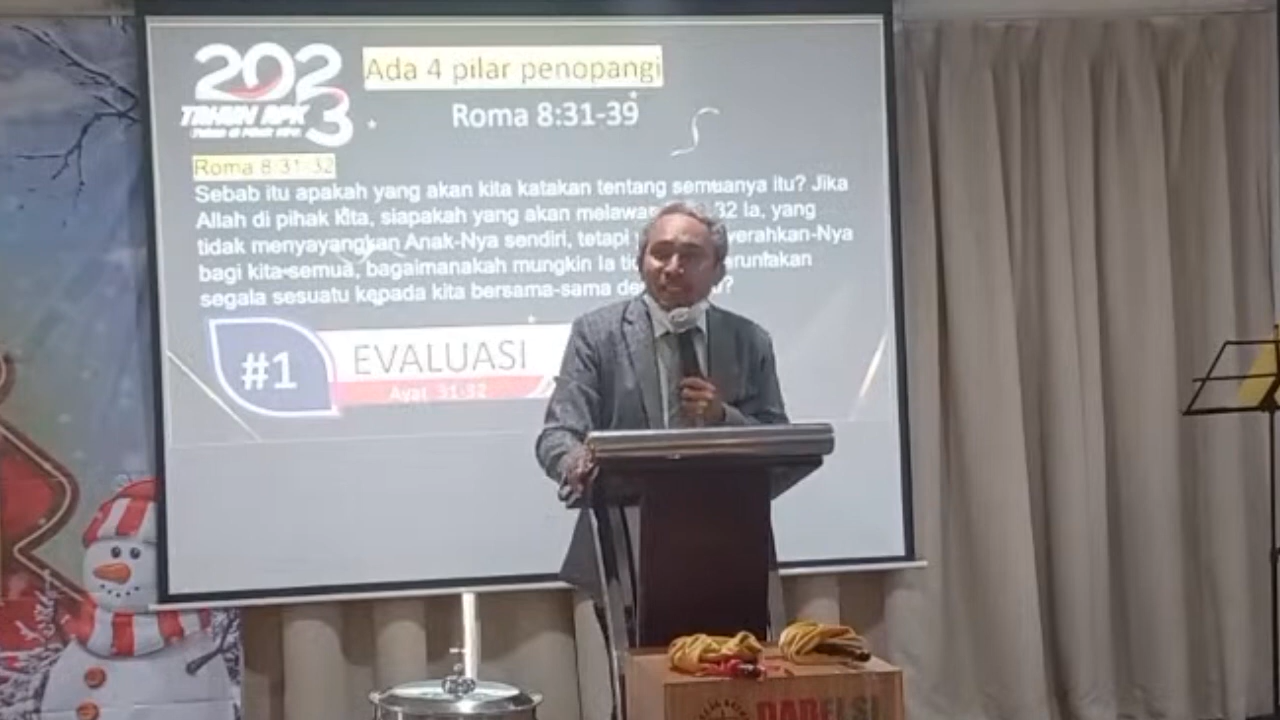 2023
TAHUN APK
Ada 4 pilar penopangi
Roma 8:31-39
Roma 8:31-32
Sebab itu apakah yang akan kita katakan tentang semuanya itu? Jika
Allah di pihak kita, siapakah yang akan 32 Ia, yang
tidak menyayangkan Anak-Nya sendiri, tetapi
bagi kita semua, bagaimanakah mungkin Ia
segala sesuatu kepada kita bersama-sama
#1
EVALUASI
Ayat 31-32